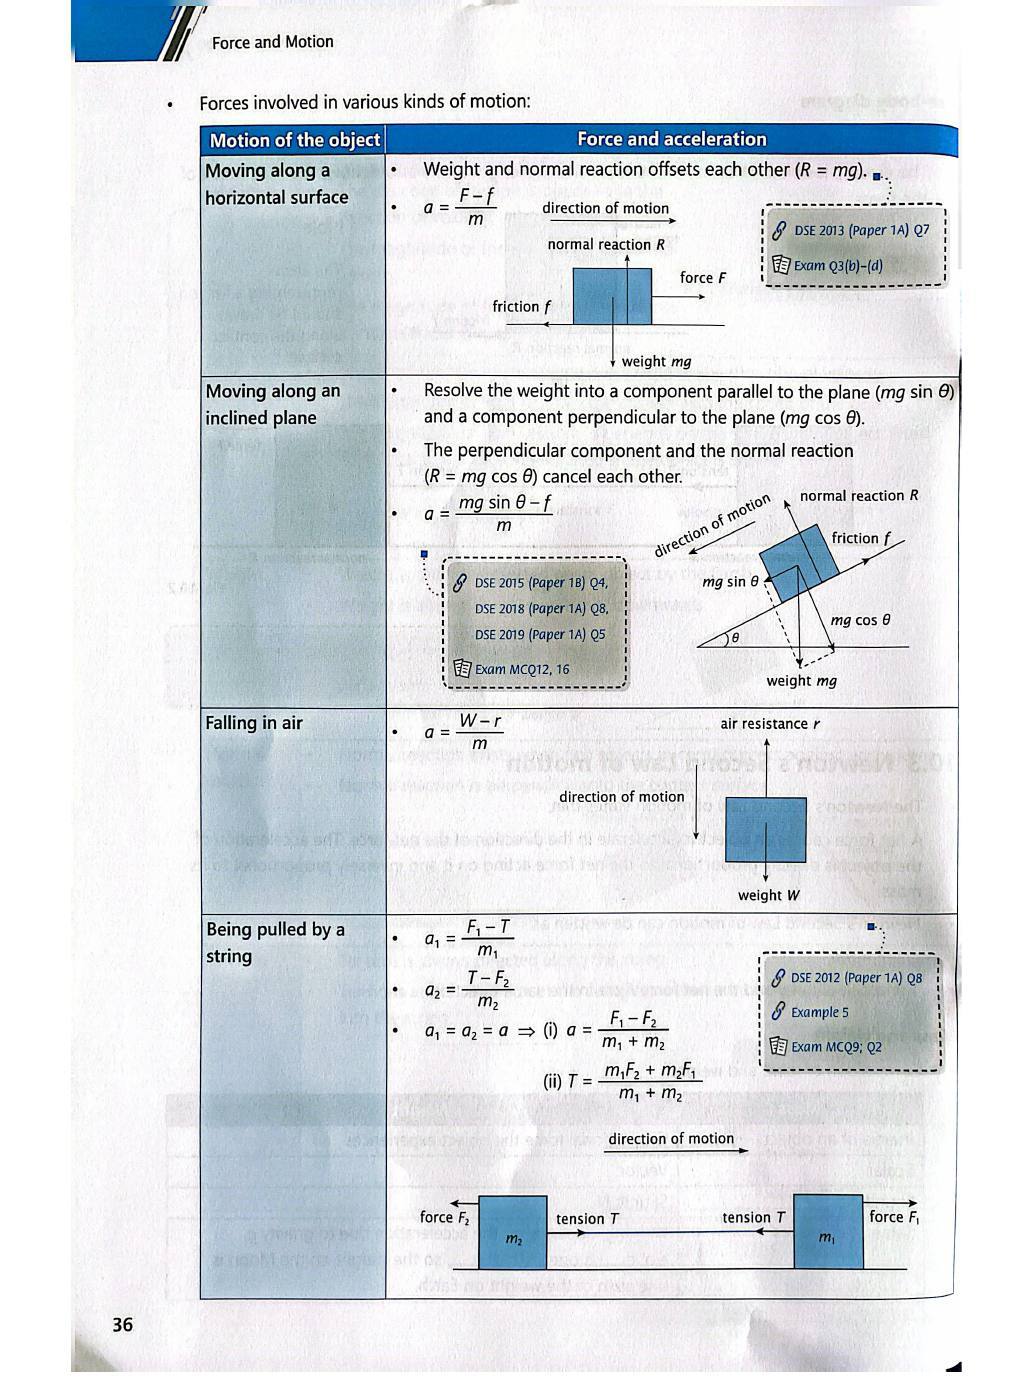 Force and Motion
• Forces involved in various kinds of motion:
Motion of the object
Force and acceleration
Moving along a
horizontal surface
• Weight and normal reaction offsets each other (R = mg).
• a = (F – f)/m
direction of motion
normal reaction R
force F
friction f
weight mg
DSE 2013 (Paper 1A) Q7
Exam Q3(b)–(d)
Moving along an
inclined plane
• Resolve the weight into a component parallel to the plane (mg sin θ)
and a component perpendicular to the plane (mg cos θ).
• The perpendicular component and the normal reaction
(R = mg cos θ) cancel each other.
• a = (mg sin θ – f)/m
direction of motion
normal reaction R
friction f
mg sin θ
mg cos θ
θ
weight mg
DSE 2015 (Paper 1B) Q4,
DSE 2018 (Paper 1A) Q8,
DSE 2019 (Paper 1A) Q5
Exam MCQ12, 16
Falling in air
• a = (W – r)/m
air resistance r
direction of motion
weight W
Being pulled by a
string
• a₁ = (F₁ – T)/m₁
• a₂ = (T – F₂)/m₂
• a₁ = a₂ = a ⇒ (i) a = (F₁ – F₂)/(m₁ + m₂)
(ii) T = (m₁F₂ + m₂F₁)/(m₁ + m₂)
DSE 2012 (Paper 1A) Q8
Example 5
Exam MCQ9; Q2
direction of motion
force F₂
m₂
tension T
tension T
m₁
force F₁
36